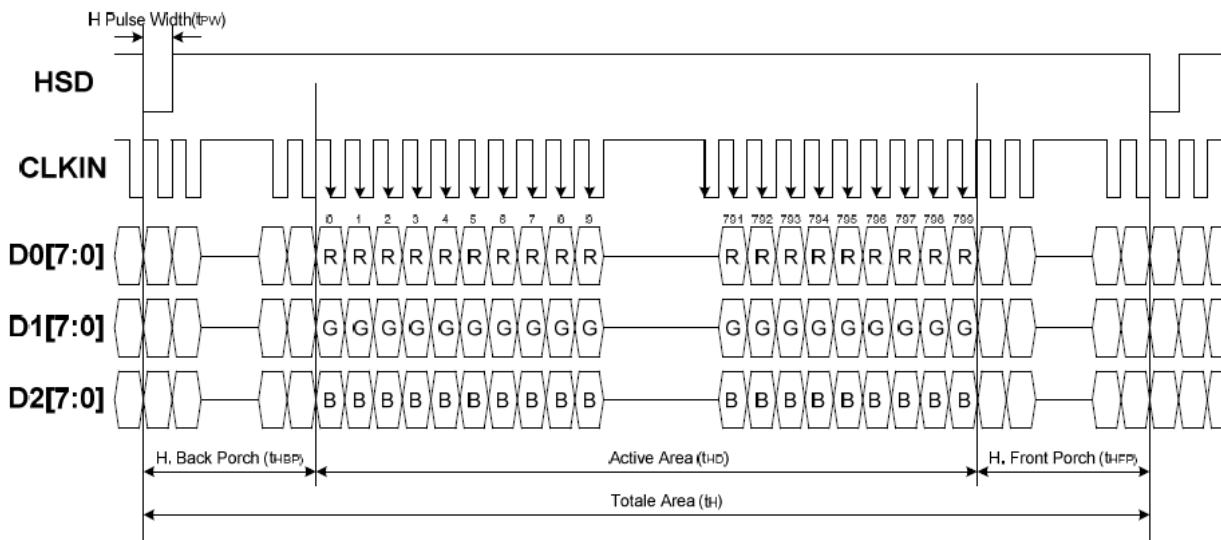 H Pulse Width(tPW)
HSD
CLKIN
0 1 2 3 4 5 6 7 8 9 791 792 793 794 795 796 797 798 799
D0[7:0] R R R R R R R R R R R R R R R R R R R
D1[7:0] G G G G G G G G G G G G G G G G G G G
D2[7:0] B B B B B B B B B B B B B B B B B B B
H. Back Porch (tHBP) Active Area (tHD) H. Front Porch (tHFP)
Totale Area (tH)